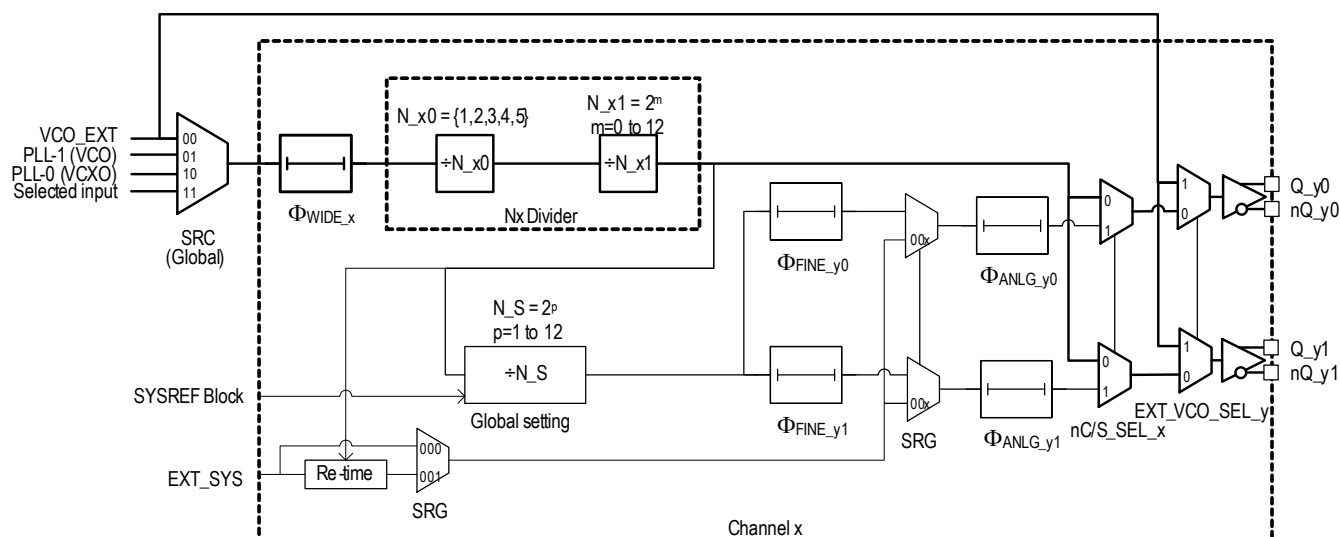 N_x0 = {1,2,3,4,5}
N_x1 = 2ᵐ
m=0 to 12
VCO_EXT
PLL-1 (VCO)
PLL-0 (VCXO)
Selected input
00
01
10
11
SRC
(Global)
ΦWIDE_x
÷N_x0
÷N_x1
Nx Divider
ΦFINE_y0
00x
ΦANLG_y0
0
1
1
0
Q_y0
nQ_y0
N_S = 2ᵖ
p=1 to 12
÷N_S
Global setting
SYSREF Block
ΦFINE_y1
00x
SRG
ΦANLG_y1
0
1
nC/S_SEL_x
1
0
EXT_VCO_SEL_y
Q_y1
nQ_y1
EXT_SYS
Re-time
000
001
SRG
Channel x